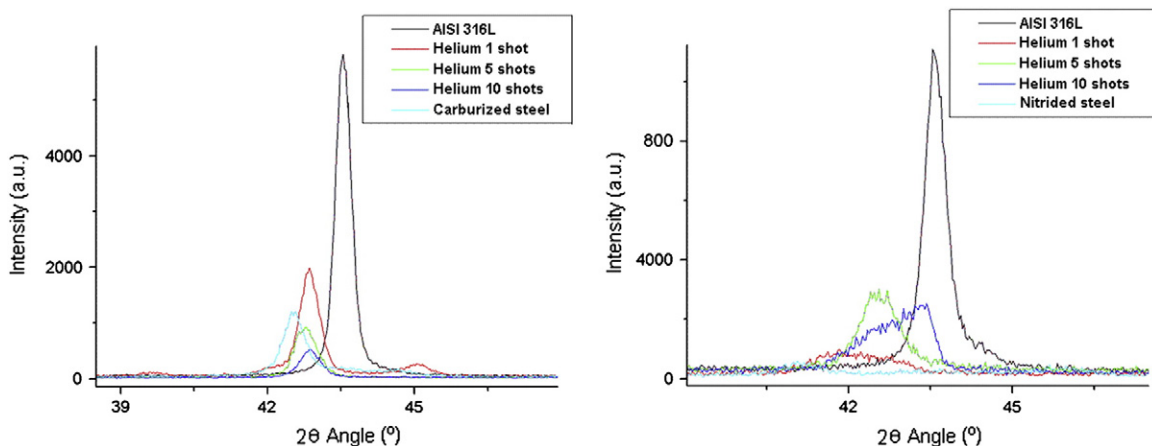 AISI 316L
Helium 1 shot
Helium 5 shots
Helium 10 shots
Carburized steel
Intensity (a.u.)
4000
2000
0
39
42
45
2θ Angle (º)
AISI 316L
Helium 1 shot
Helium 5 shots
Helium 10 shots
Nitrided steel
Intensity (a.u.)
800
4000
0
42
45
2θ Angle (º)